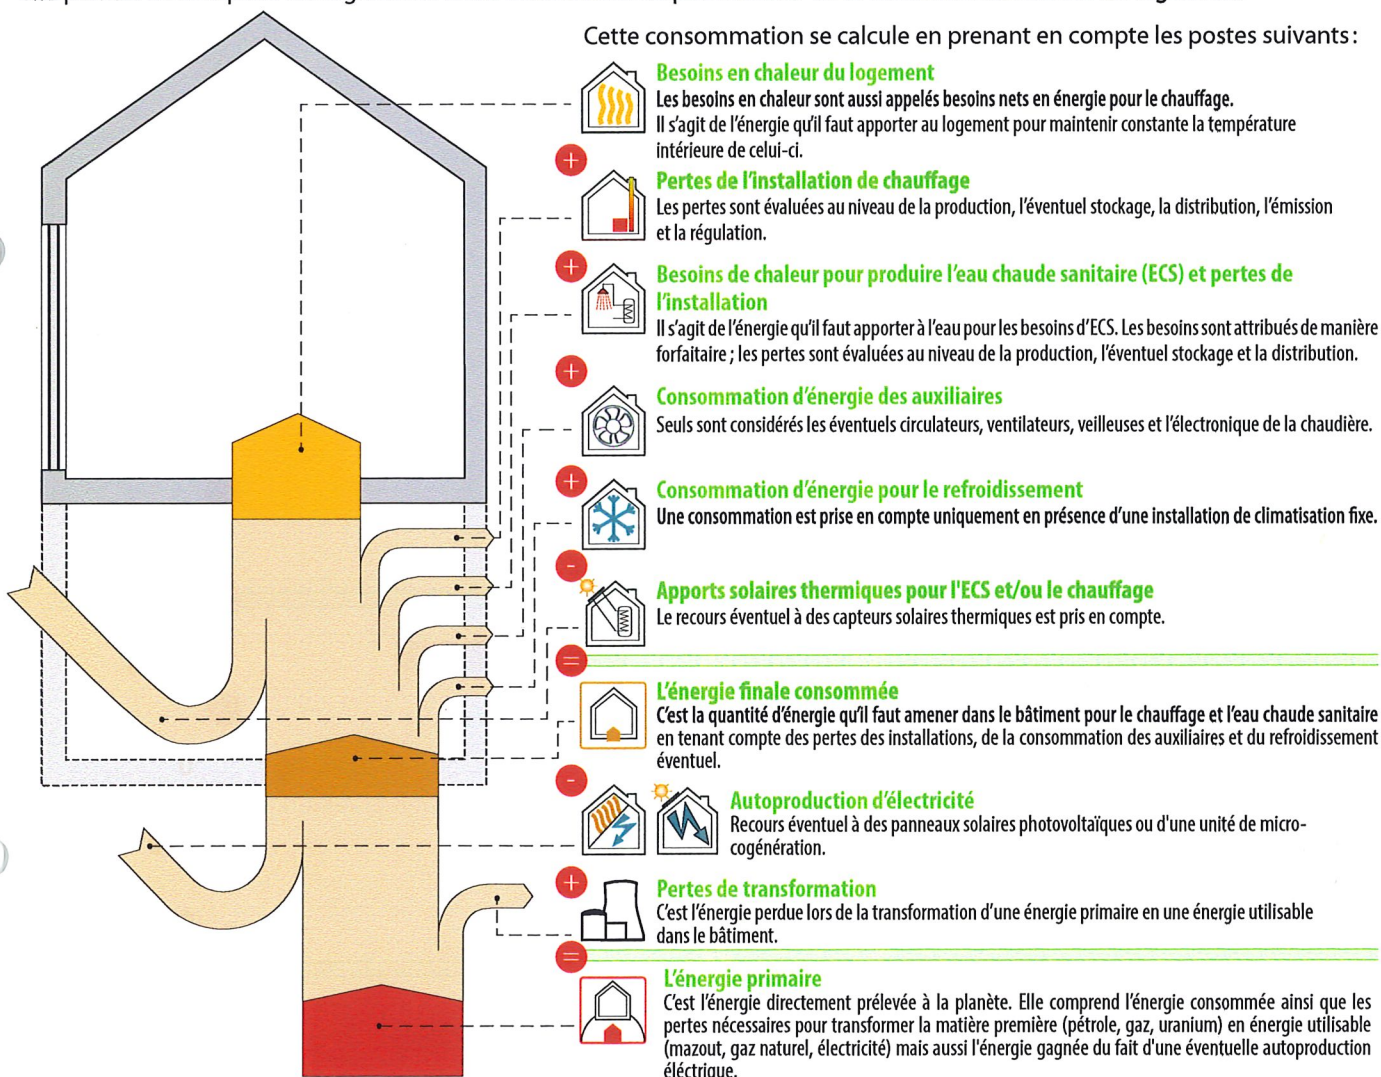 Cette consommation se calcule en prenant en compte les postes suivants :
Besoins en chaleur du logement
Les besoins en chaleur sont aussi appelés besoins nets en énergie pour le chauffage.
Il s'agit de l'énergie qu'il faut apporter au logement pour maintenir constante la température
intérieure de celui-ci.
+
Pertes de l'installation de chauffage
Les pertes sont évaluées au niveau de la production, l'éventuel stockage, la distribution, l'émission
et la régulation.
+
Besoins de chaleur pour produire l'eau chaude sanitaire (ECS) et pertes de
l'installation
Il s'agit de l'énergie qu'il faut apporter à l'eau pour les besoins d'ECS. Les besoins sont attribués de manière
forfaitaire ; les pertes sont évaluées au niveau de la production, l'éventuel stockage et la distribution.
+
Consommation d'énergie des auxiliaires
Seuls sont considérés les éventuels circulateurs, ventilateurs, veilleuses et l'électronique de la chaudière.
+
Consommation d'énergie pour le refroidissement
Une consommation est prise en compte uniquement en présence d'une installation de climatisation fixe.
-
Apports solaires thermiques pour l'ECS et/ou le chauffage
Le recours éventuel à des capteurs solaires thermiques est pris en compte.
=
L'énergie finale consommée
C'est la quantité d'énergie qu'il faut amener dans le bâtiment pour le chauffage et l'eau chaude sanitaire
en tenant compte des pertes des installations, de la consommation des auxiliaires et du refroidissement
éventuel.
-
Autoproduction d'électricité
Recours éventuel à des panneaux solaires photovoltaïques ou d'une unité de micro-
cogénération.
+
Pertes de transformation
C'est l'énergie perdue lors de la transformation d'une énergie primaire en une énergie utilisable
dans le bâtiment.
=
L'énergie primaire
C'est l'énergie directement prélevée à la planète. Elle comprend l'énergie consommée ainsi que les
pertes nécessaires pour transformer la matière première (pétrole, gaz, uranium) en énergie utilisable
(mazout, gaz naturel, électricité) mais aussi l'énergie gagnée du fait d'une éventuelle autoproduction
éléctrique.